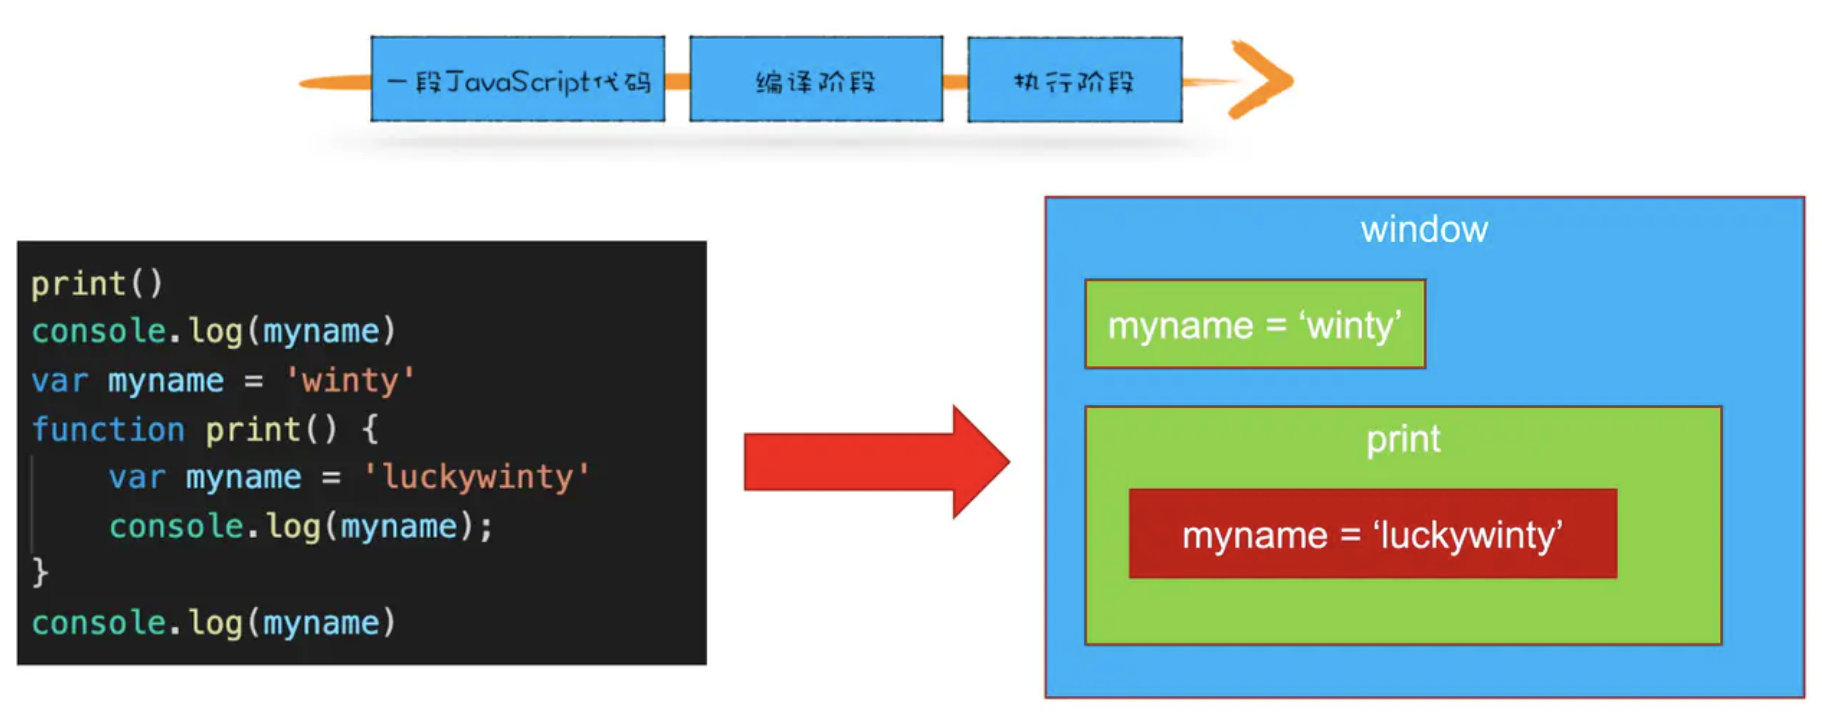 一段JavaScript代码
编译阶段
执行阶段
print()
console.log(myname)
var myname = 'winty'
function print() {
    var myname = 'luckywinty'
    console.log(myname);
}
console.log(myname)
window
myname = ‘winty’
print
myname = ‘luckywinty’